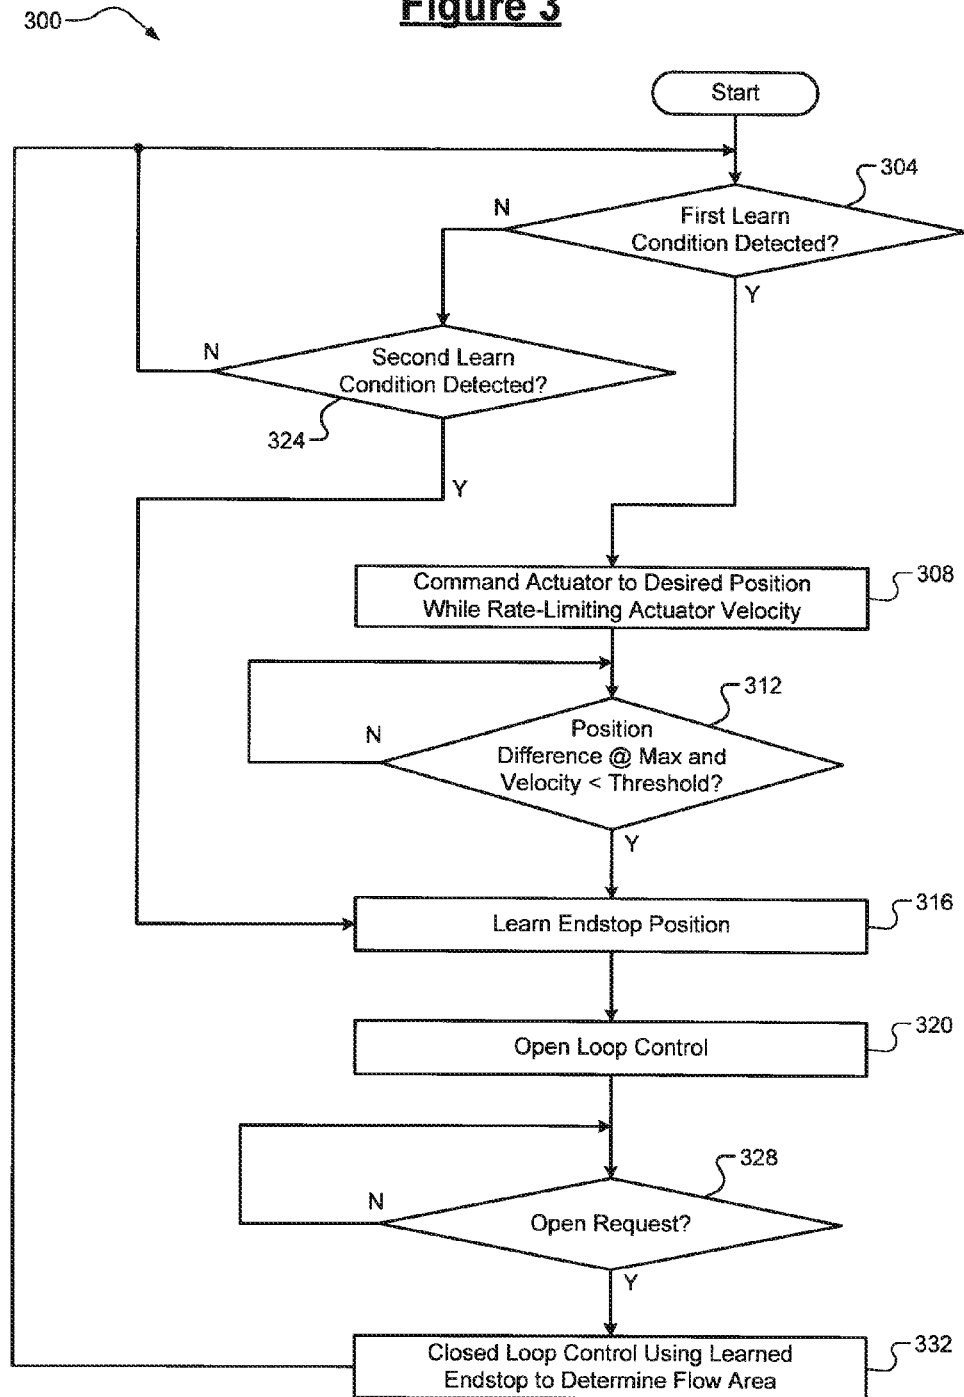 Figure 3
300
Start
304
First Learn
Condition Detected?
N
Y
Second Learn
Condition Detected?
N
324
Y
Command Actuator to Desired Position
While Rate-Limiting Actuator Velocity
308
312
Position
Difference @ Max and
Velocity < Threshold?
N
Y
Learn Endstop Position
316
Open Loop Control
320
328
Open Request?
N
Y
Closed Loop Control Using Learned
Endstop to Determine Flow Area
332